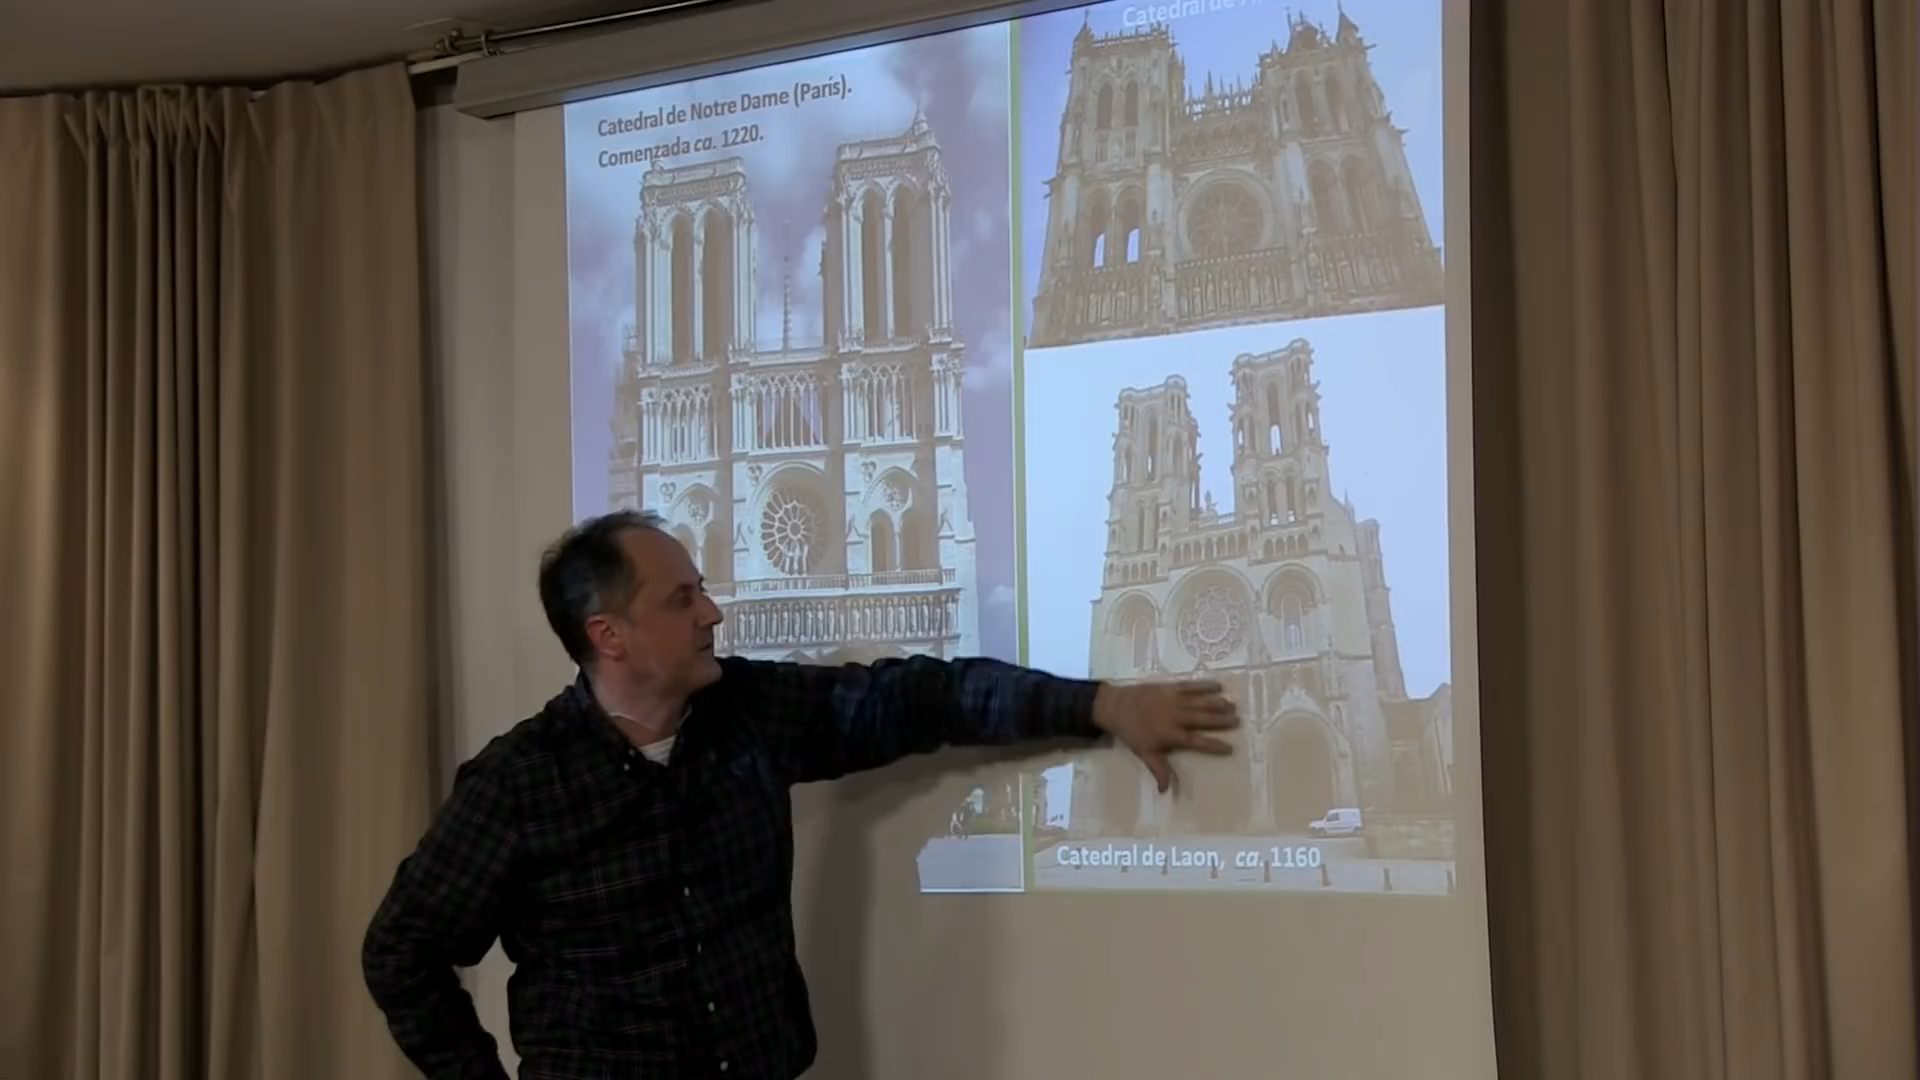 Catedral de Notre Dame (París).
Comenzada ca. 1220.
Catedral de
Catedral de Laon, ca. 1160